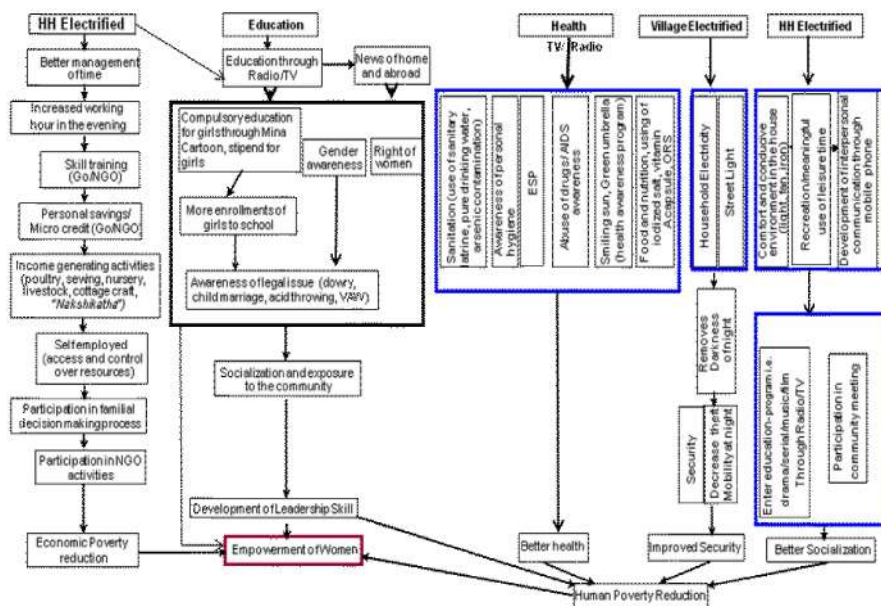 HH Electrified
Better management
of time
Increased working
hour in the evening
Skill training
(Go/NGO)
Personal savings/
Micro credit (Go/NGO)
Income generating activities
(poultry, sewing, nursery,
livestock, cottage craft,
"Nakshikatha")
Self employed
(access and control
over resources)
Participation in familial
decision making process
Participation in NGO
activities
Economic Poverty
reduction
Education
Education through
Radio/TV
News of home
and abroad
Compulsory education
for girls through Mina
Cartoon, stipend for
girls
Gender
awareness
Right of
women
More enrollments of
girls to school
Awareness of legal issue (dowry,
child marriage, acid throwing, VAW)
Socialization and exposure
to the community
Development of Leadership Skill
Empowerment of Women
Health
TV/ Radio
Sanitation (use of sanitary
latrine, pure drinking water,
arsenic contamination)
Awareness of personal
hygiene
ESP
Abuse of drugs/ AIDS
awareness
Smiling sun, Green umbrella
(health awareness program)
Food and nutrition, using of
iodized salt, vitamin
A capsule, ORS
Better health
Village Electrified
Household Electricity
Street Light
Removes
Darkness
of night
Security
Decrease theft
Mobility at night
Improved Security
HH Electrified
Comfort and conducive
environment in the house
(light, fan, iron)
Recreation/meaningful
use of leisure time
Development of interpersonal
communication through
mobile phone
Enter education-program i.e.
drama/serial/music/film
Through Radio/TV
Participation in
community meeting
Better Socialization
Human Poverty Reduction